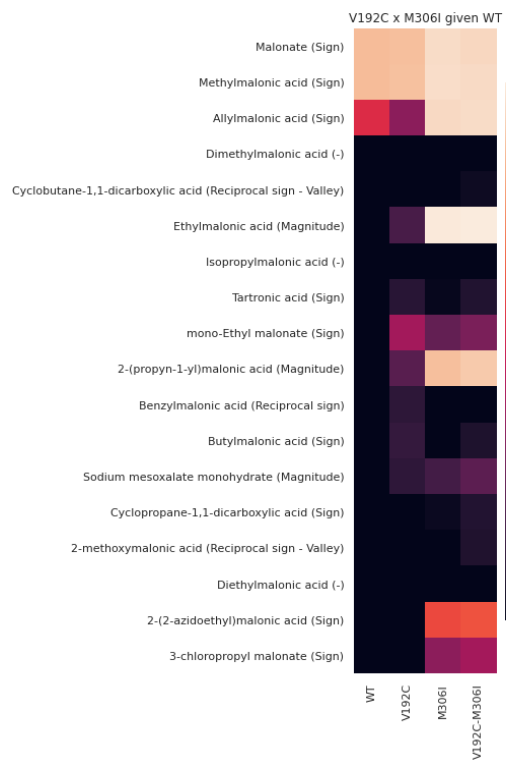 V192C x M306I given WT
Malonate (Sign)
Methylmalonic acid (Sign)
Allylmalonic acid (Sign)
Dimethylmalonic acid (-)
Cyclobutane-1,1-dicarboxylic acid (Reciprocal sign - Valley)
Ethylmalonic acid (Magnitude)
Isopropylmalonic acid (-)
Tartronic acid (Sign)
mono-Ethyl malonate (Sign)
2-(propyn-1-yl)malonic acid (Magnitude)
Benzylmalonic acid (Reciprocal sign)
Butylmalonic acid (Sign)
Sodium mesoxalate monohydrate (Magnitude)
Cyclopropane-1,1-dicarboxylic acid (Sign)
2-methoxymalonic acid (Reciprocal sign - Valley)
Diethylmalonic acid (-)
2-(2-azidoethyl)malonic acid (Sign)
3-chloropropyl malonate (Sign)
WT
V192C
M306I
V192C-M306I